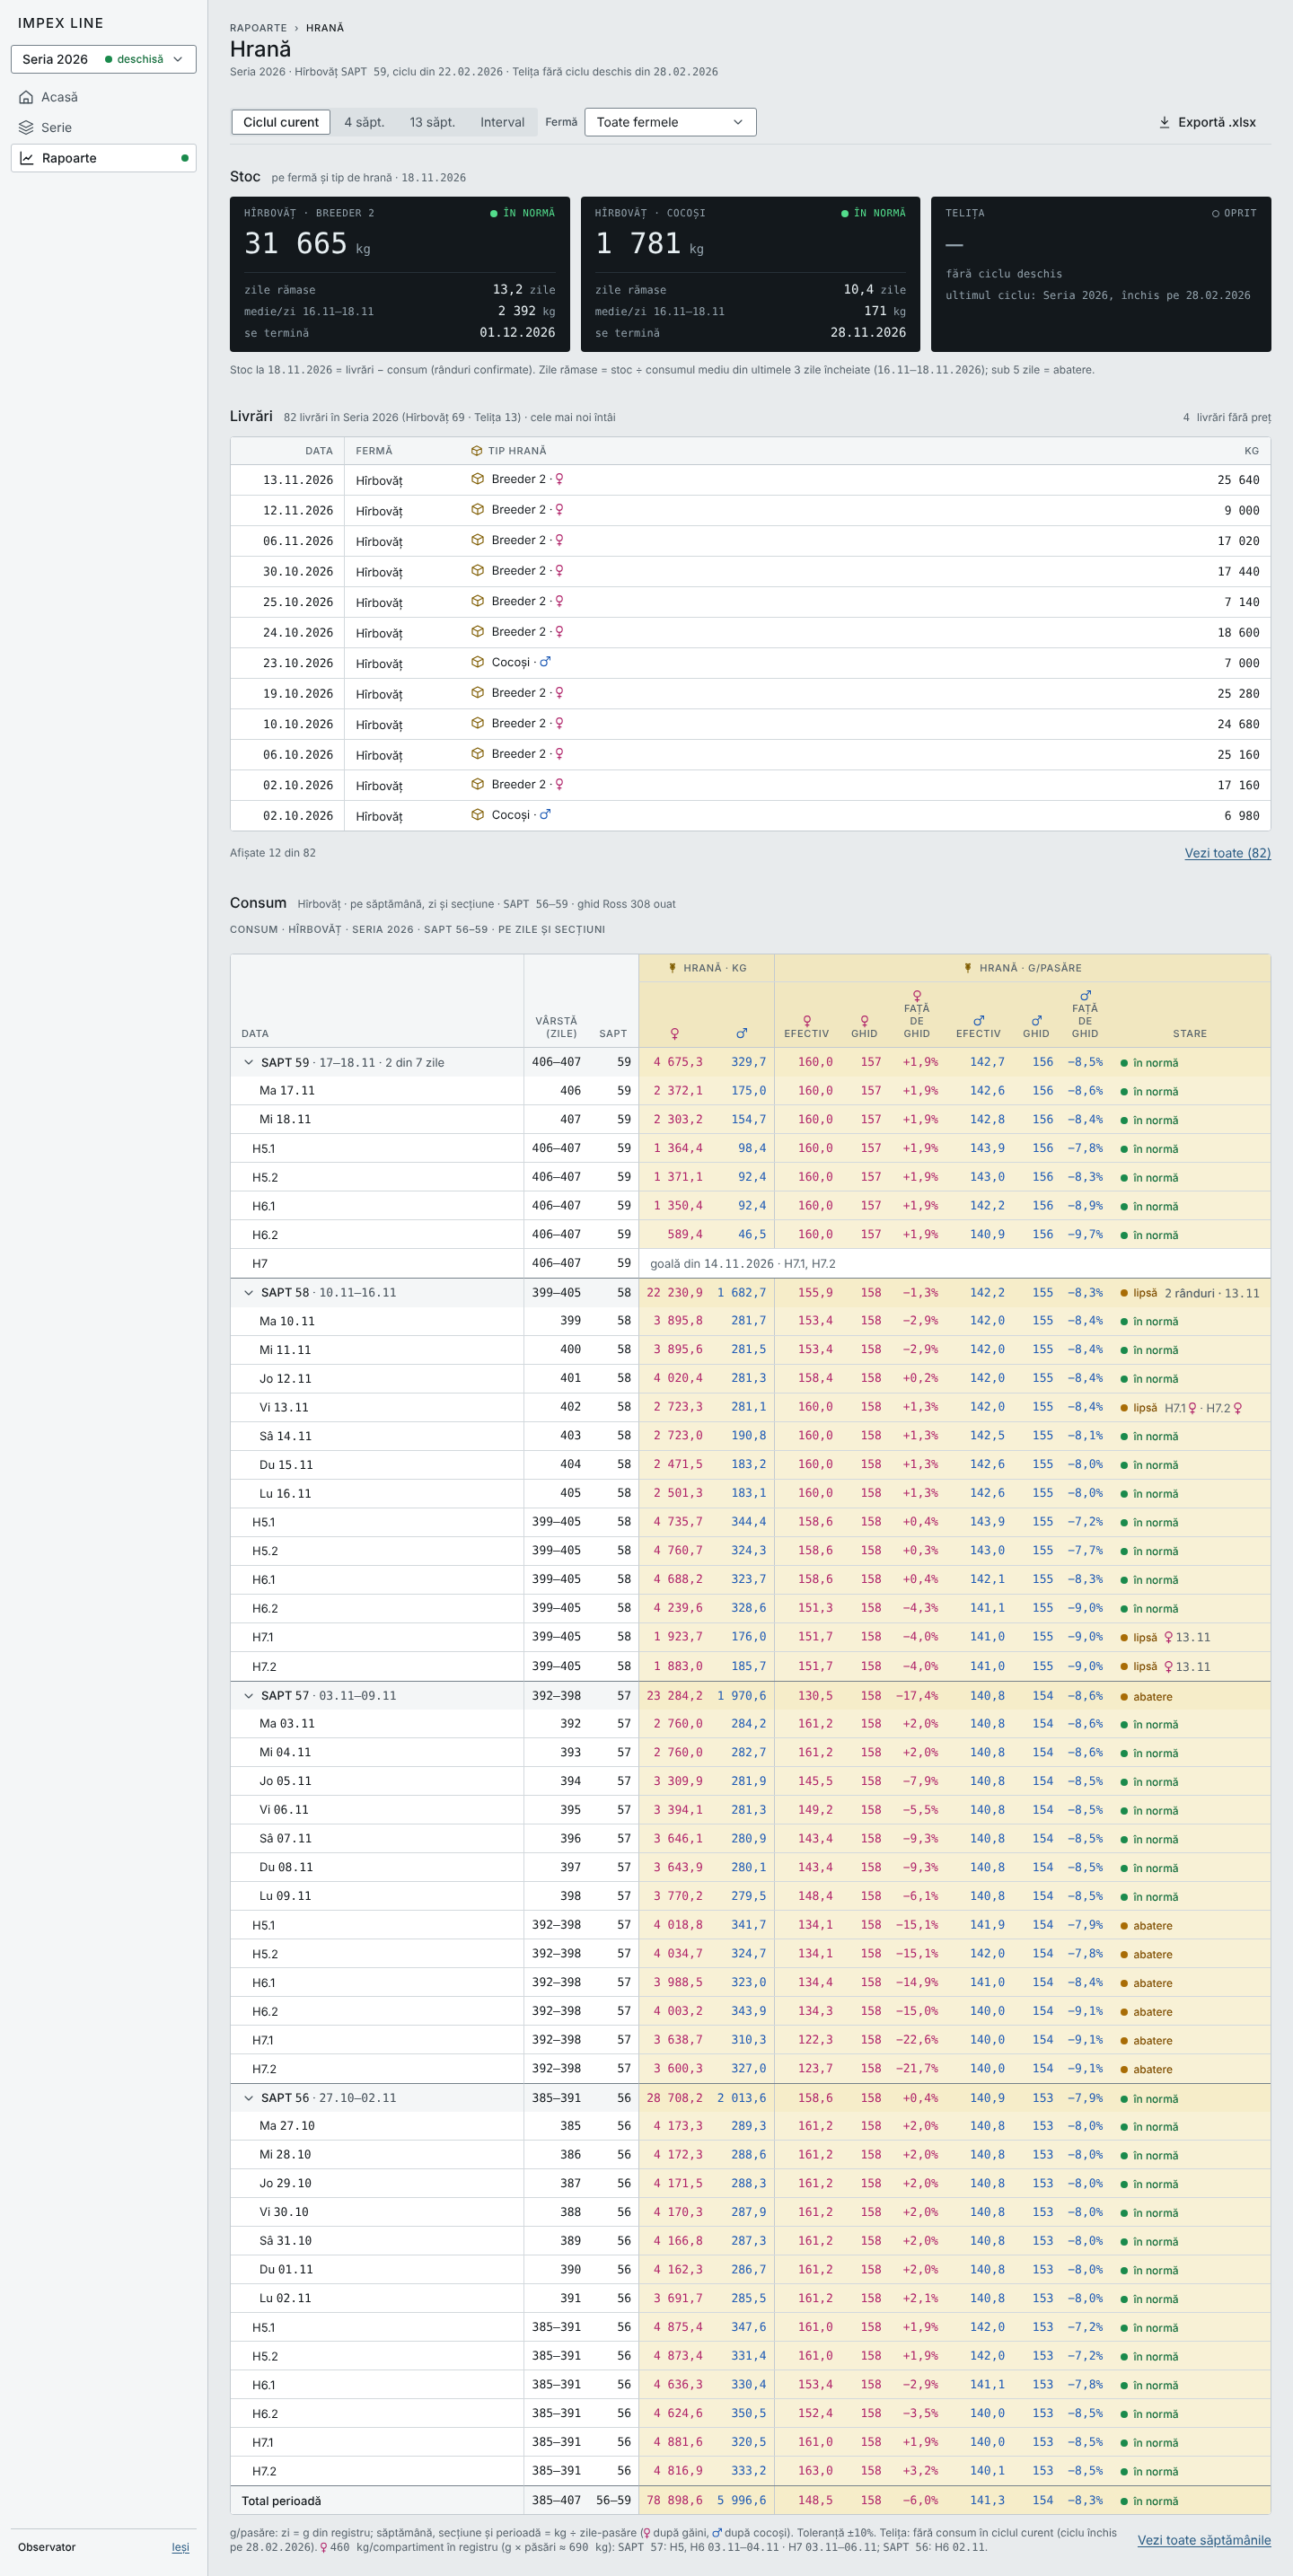 IMPEX LINE
Seria 2026 deschisă
Acasă
Serie
Rapoarte
RAPOARTE › HRANĂ
Hrană
Seria 2026 · Hîrbovăț SAPT 59, ciclu din 22.02.2026 · Telița fără ciclu deschis din 28.02.2026
Ciclul curent 4 săpt. 13 săpt. Interval Fermă Toate fermele Exportă .xlsx
Stoc pe fermă și tip de hrană · 18.11.2026
HÎRBOVĂȚ · BREEDER 2 ÎN NORMĂ
31 665 kg
zile rămase 13,2 zile
medie/zi 16.11–18.11 2 392 kg
se termină 01.12.2026
HÎRBOVĂȚ · COCOȘI ÎN NORMĂ
1 781 kg
zile rămase 10,4 zile
medie/zi 16.11–18.11 171 kg
se termină 28.11.2026
TELIȚA OPRIT
—
fără ciclu deschis
ultimul ciclu: Seria 2026, închis pe 28.02.2026
Stoc la 18.11.2026 = livrări − consum (rânduri confirmate). Zile rămase = stoc ÷ consumul mediu din ultimele 3 zile încheiate (16.11–18.11.2026); sub 5 zile = abatere.
Livrări 82 livrări în Seria 2026 (Hîrbovăț 69 · Telița 13) · cele mai noi întâi 4 livrări fără preț
DATA FERMĂ TIP HRANĂ KG
13.11.2026 Hîrbovăț Breeder 2 · ♀ 25 640
12.11.2026 Hîrbovăț Breeder 2 · ♀ 9 000
06.11.2026 Hîrbovăț Breeder 2 · ♀ 17 020
30.10.2026 Hîrbovăț Breeder 2 · ♀ 17 440
25.10.2026 Hîrbovăț Breeder 2 · ♀ 7 140
24.10.2026 Hîrbovăț Breeder 2 · ♀ 18 600
23.10.2026 Hîrbovăț Cocoși · ♂ 7 000
19.10.2026 Hîrbovăț Breeder 2 · ♀ 25 280
10.10.2026 Hîrbovăț Breeder 2 · ♀ 24 680
06.10.2026 Hîrbovăț Breeder 2 · ♀ 25 160
02.10.2026 Hîrbovăț Breeder 2 · ♀ 17 160
02.10.2026 Hîrbovăț Cocoși · ♂ 6 980
Afișate 12 din 82 Vezi toate (82)
Consum Hîrbovăț · pe săptămână, zi și secțiune · SAPT 56–59 · ghid Ross 308 ouat
CONSUM · HÎRBOVĂȚ · SERIA 2026 · SAPT 56–59 · PE ZILE ȘI SECȚIUNI
HRANĂ · KG HRANĂ · G/PASĂRE
DATA VÂRSTĂ (ZILE) SAPT ♀ ♂ ♀ EFECTIV ♀ GHID ♀ FAȚĂ DE GHID ♂ EFECTIV ♂ GHID ♂ FAȚĂ DE GHID STARE
SAPT 59 · 17–18.11 · 2 din 7 zile 406–407 59 4 675,3 329,7 160,0 157 +1,9% 142,7 156 −8,5% în normă
Ma 17.11 406 59 2 372,1 175,0 160,0 157 +1,9% 142,6 156 −8,6% în normă
Mi 18.11 407 59 2 303,2 154,7 160,0 157 +1,9% 142,8 156 −8,4% în normă
H5.1 406–407 59 1 364,4 98,4 160,0 157 +1,9% 143,9 156 −7,8% în normă
H5.2 406–407 59 1 371,1 92,4 160,0 157 +1,9% 143,0 156 −8,3% în normă
H6.1 406–407 59 1 350,4 92,4 160,0 157 +1,9% 142,2 156 −8,9% în normă
H6.2 406–407 59 589,4 46,5 160,0 157 +1,9% 140,9 156 −9,7% în normă
H7 406–407 59 goală din 14.11.2026 · H7.1, H7.2
SAPT 58 · 10.11–16.11 399–405 58 22 230,9 1 682,7 155,9 158 −1,3% 142,2 155 −8,3% lipsă 2 rânduri · 13.11
Ma 10.11 399 58 3 895,8 281,7 153,4 158 −2,9% 142,0 155 −8,4% în normă
Mi 11.11 400 58 3 895,6 281,5 153,4 158 −2,9% 142,0 155 −8,4% în normă
Jo 12.11 401 58 4 020,4 281,3 158,4 158 +0,2% 142,0 155 −8,4% în normă
Vi 13.11 402 58 2 723,3 281,1 160,0 158 +1,3% 142,0 155 −8,4% lipsă H7.1 ♀ · H7.2 ♀
Sâ 14.11 403 58 2 723,0 190,8 160,0 158 +1,3% 142,5 155 −8,1% în normă
Du 15.11 404 58 2 471,5 183,2 160,0 158 +1,3% 142,6 155 −8,0% în normă
Lu 16.11 405 58 2 501,3 183,1 160,0 158 +1,3% 142,6 155 −8,0% în normă
H5.1 399–405 58 4 735,7 344,4 158,6 158 +0,4% 143,9 155 −7,2% în normă
H5.2 399–405 58 4 760,7 324,3 158,6 158 +0,3% 143,0 155 −7,7% în normă
H6.1 399–405 58 4 688,2 323,7 158,6 158 +0,4% 142,1 155 −8,3% în normă
H6.2 399–405 58 4 239,6 328,6 151,3 158 −4,3% 141,1 155 −9,0% în normă
H7.1 399–405 58 1 923,7 176,0 151,7 158 −4,0% 141,0 155 −9,0% lipsă ♀ 13.11
H7.2 399–405 58 1 883,0 185,7 151,7 158 −4,0% 141,0 155 −9,0% lipsă ♀ 13.11
SAPT 57 · 03.11–09.11 392–398 57 23 284,2 1 970,6 130,5 158 −17,4% 140,8 154 −8,6% abatere
Ma 03.11 392 57 2 760,0 284,2 161,2 158 +2,0% 140,8 154 −8,6% în normă
Mi 04.11 393 57 2 760,0 282,7 161,2 158 +2,0% 140,8 154 −8,6% în normă
Jo 05.11 394 57 3 309,9 281,9 145,5 158 −7,9% 140,8 154 −8,5% în normă
Vi 06.11 395 57 3 394,1 281,3 149,2 158 −5,5% 140,8 154 −8,5% în normă
Sâ 07.11 396 57 3 646,1 280,9 143,4 158 −9,3% 140,8 154 −8,5% în normă
Du 08.11 397 57 3 643,9 280,1 143,4 158 −9,3% 140,8 154 −8,5% în normă
Lu 09.11 398 57 3 770,2 279,5 148,4 158 −6,1% 140,8 154 −8,5% în normă
H5.1 392–398 57 4 018,8 341,7 134,1 158 −15,1% 141,9 154 −7,9% abatere
H5.2 392–398 57 4 034,7 324,7 134,1 158 −15,1% 142,0 154 −7,8% abatere
H6.1 392–398 57 3 988,5 323,0 134,4 158 −14,9% 141,0 154 −8,4% abatere
H6.2 392–398 57 4 003,2 343,9 134,3 158 −15,0% 140,0 154 −9,1% abatere
H7.1 392–398 57 3 638,7 310,3 122,3 158 −22,6% 140,0 154 −9,1% abatere
H7.2 392–398 57 3 600,3 327,0 123,7 158 −21,7% 140,0 154 −9,1% abatere
SAPT 56 · 27.10–02.11 385–391 56 28 708,2 2 013,6 158,6 158 +0,4% 140,9 153 −7,9% în normă
Ma 27.10 385 56 4 173,3 289,3 161,2 158 +2,0% 140,8 153 −8,0% în normă
Mi 28.10 386 56 4 172,3 288,6 161,2 158 +2,0% 140,8 153 −8,0% în normă
Jo 29.10 387 56 4 171,5 288,3 161,2 158 +2,0% 140,8 153 −8,0% în normă
Vi 30.10 388 56 4 170,3 287,9 161,2 158 +2,0% 140,8 153 −8,0% în normă
Sâ 31.10 389 56 4 166,8 287,3 161,2 158 +2,0% 140,8 153 −8,0% în normă
Du 01.11 390 56 4 162,3 286,7 161,2 158 +2,0% 140,8 153 −8,0% în normă
Lu 02.11 391 56 3 691,7 285,5 161,2 158 +2,1% 140,8 153 −8,0% în normă
H5.1 385–391 56 4 875,4 347,6 161,0 158 +1,9% 142,0 153 −7,2% în normă
H5.2 385–391 56 4 873,4 331,4 161,0 158 +1,9% 142,0 153 −7,2% în normă
H6.1 385–391 56 4 636,3 330,4 153,4 158 −2,9% 141,1 153 −7,8% în normă
H6.2 385–391 56 4 624,6 350,5 152,4 158 −3,5% 140,0 153 −8,5% în normă
H7.1 385–391 56 4 881,6 320,5 161,0 158 +1,9% 140,0 153 −8,5% în normă
H7.2 385–391 56 4 816,9 333,2 163,0 158 +3,2% 140,1 153 −8,5% în normă
Total perioadă 385–407 56–59 78 898,6 5 996,6 148,5 158 −6,0% 141,3 154 −8,3% în normă
g/pasăre: zi = g din registru; săptămână, secțiune și perioadă = kg ÷ zile-pasăre (♀ după găini, ♂ după cocoși). Toleranță ±10%. Telița: fără consum în ciclul curent (ciclu închis
pe 28.02.2026). ♀ 460 kg/compartiment în registru (g × păsări ≈ 690 kg): SAPT 57: H5, H6 03.11–04.11 · H7 03.11–06.11; SAPT 56: H6 02.11.
Vezi toate săptămânile
Observator Ieși